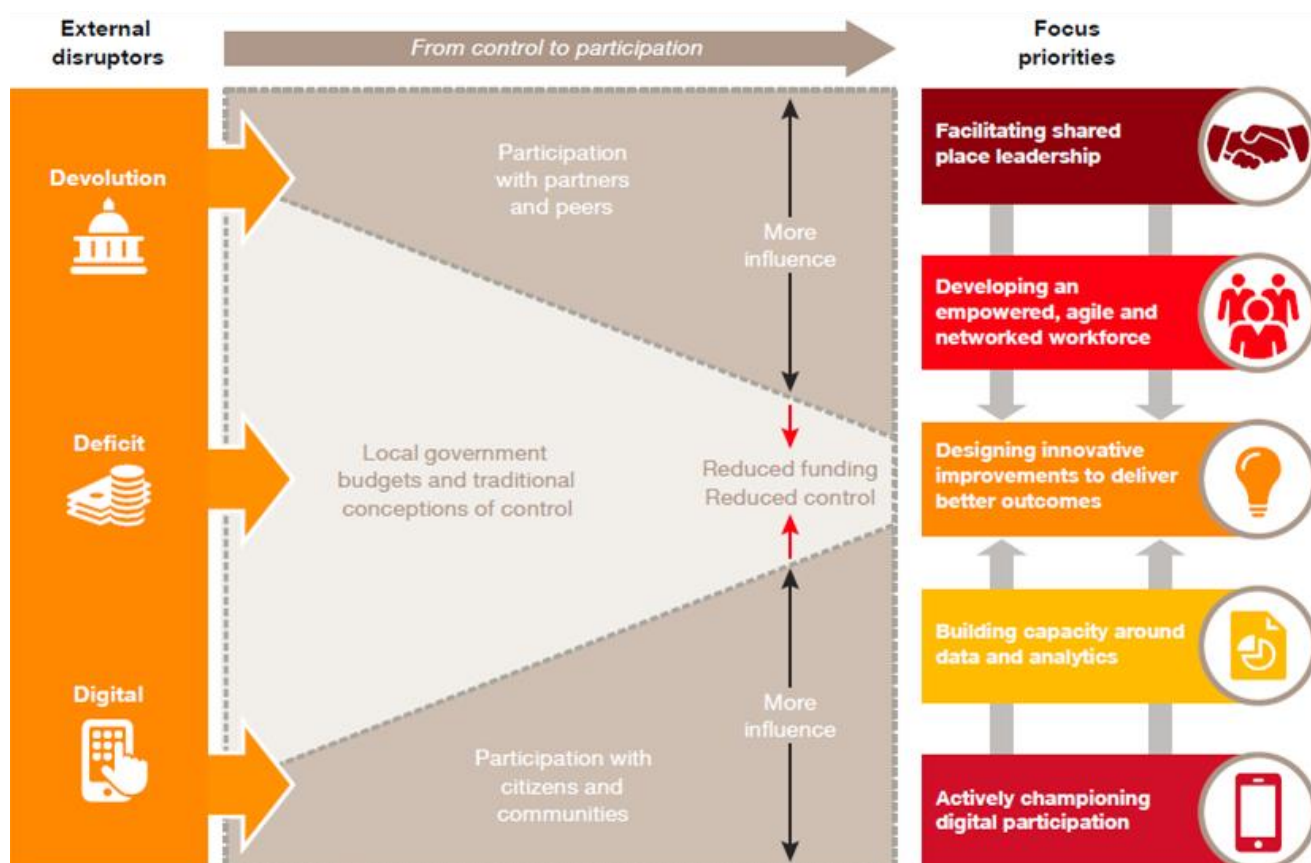 External
disruptors
From control to participation
Focus
priorities
Devolution
Deficit
Digital
Participation
with partners
and peers
More
influence
Local government
budgets and traditional
conceptions of control
Reduced funding
Reduced control
Participation with
citizens and
communities
More
influence
Facilitating shared
place leadership
Developing an
empowered, agile and
networked workforce
Designing innovative
improvements to deliver
better outcomes
Building capacity around
data and analytics
Actively championing
digital participation